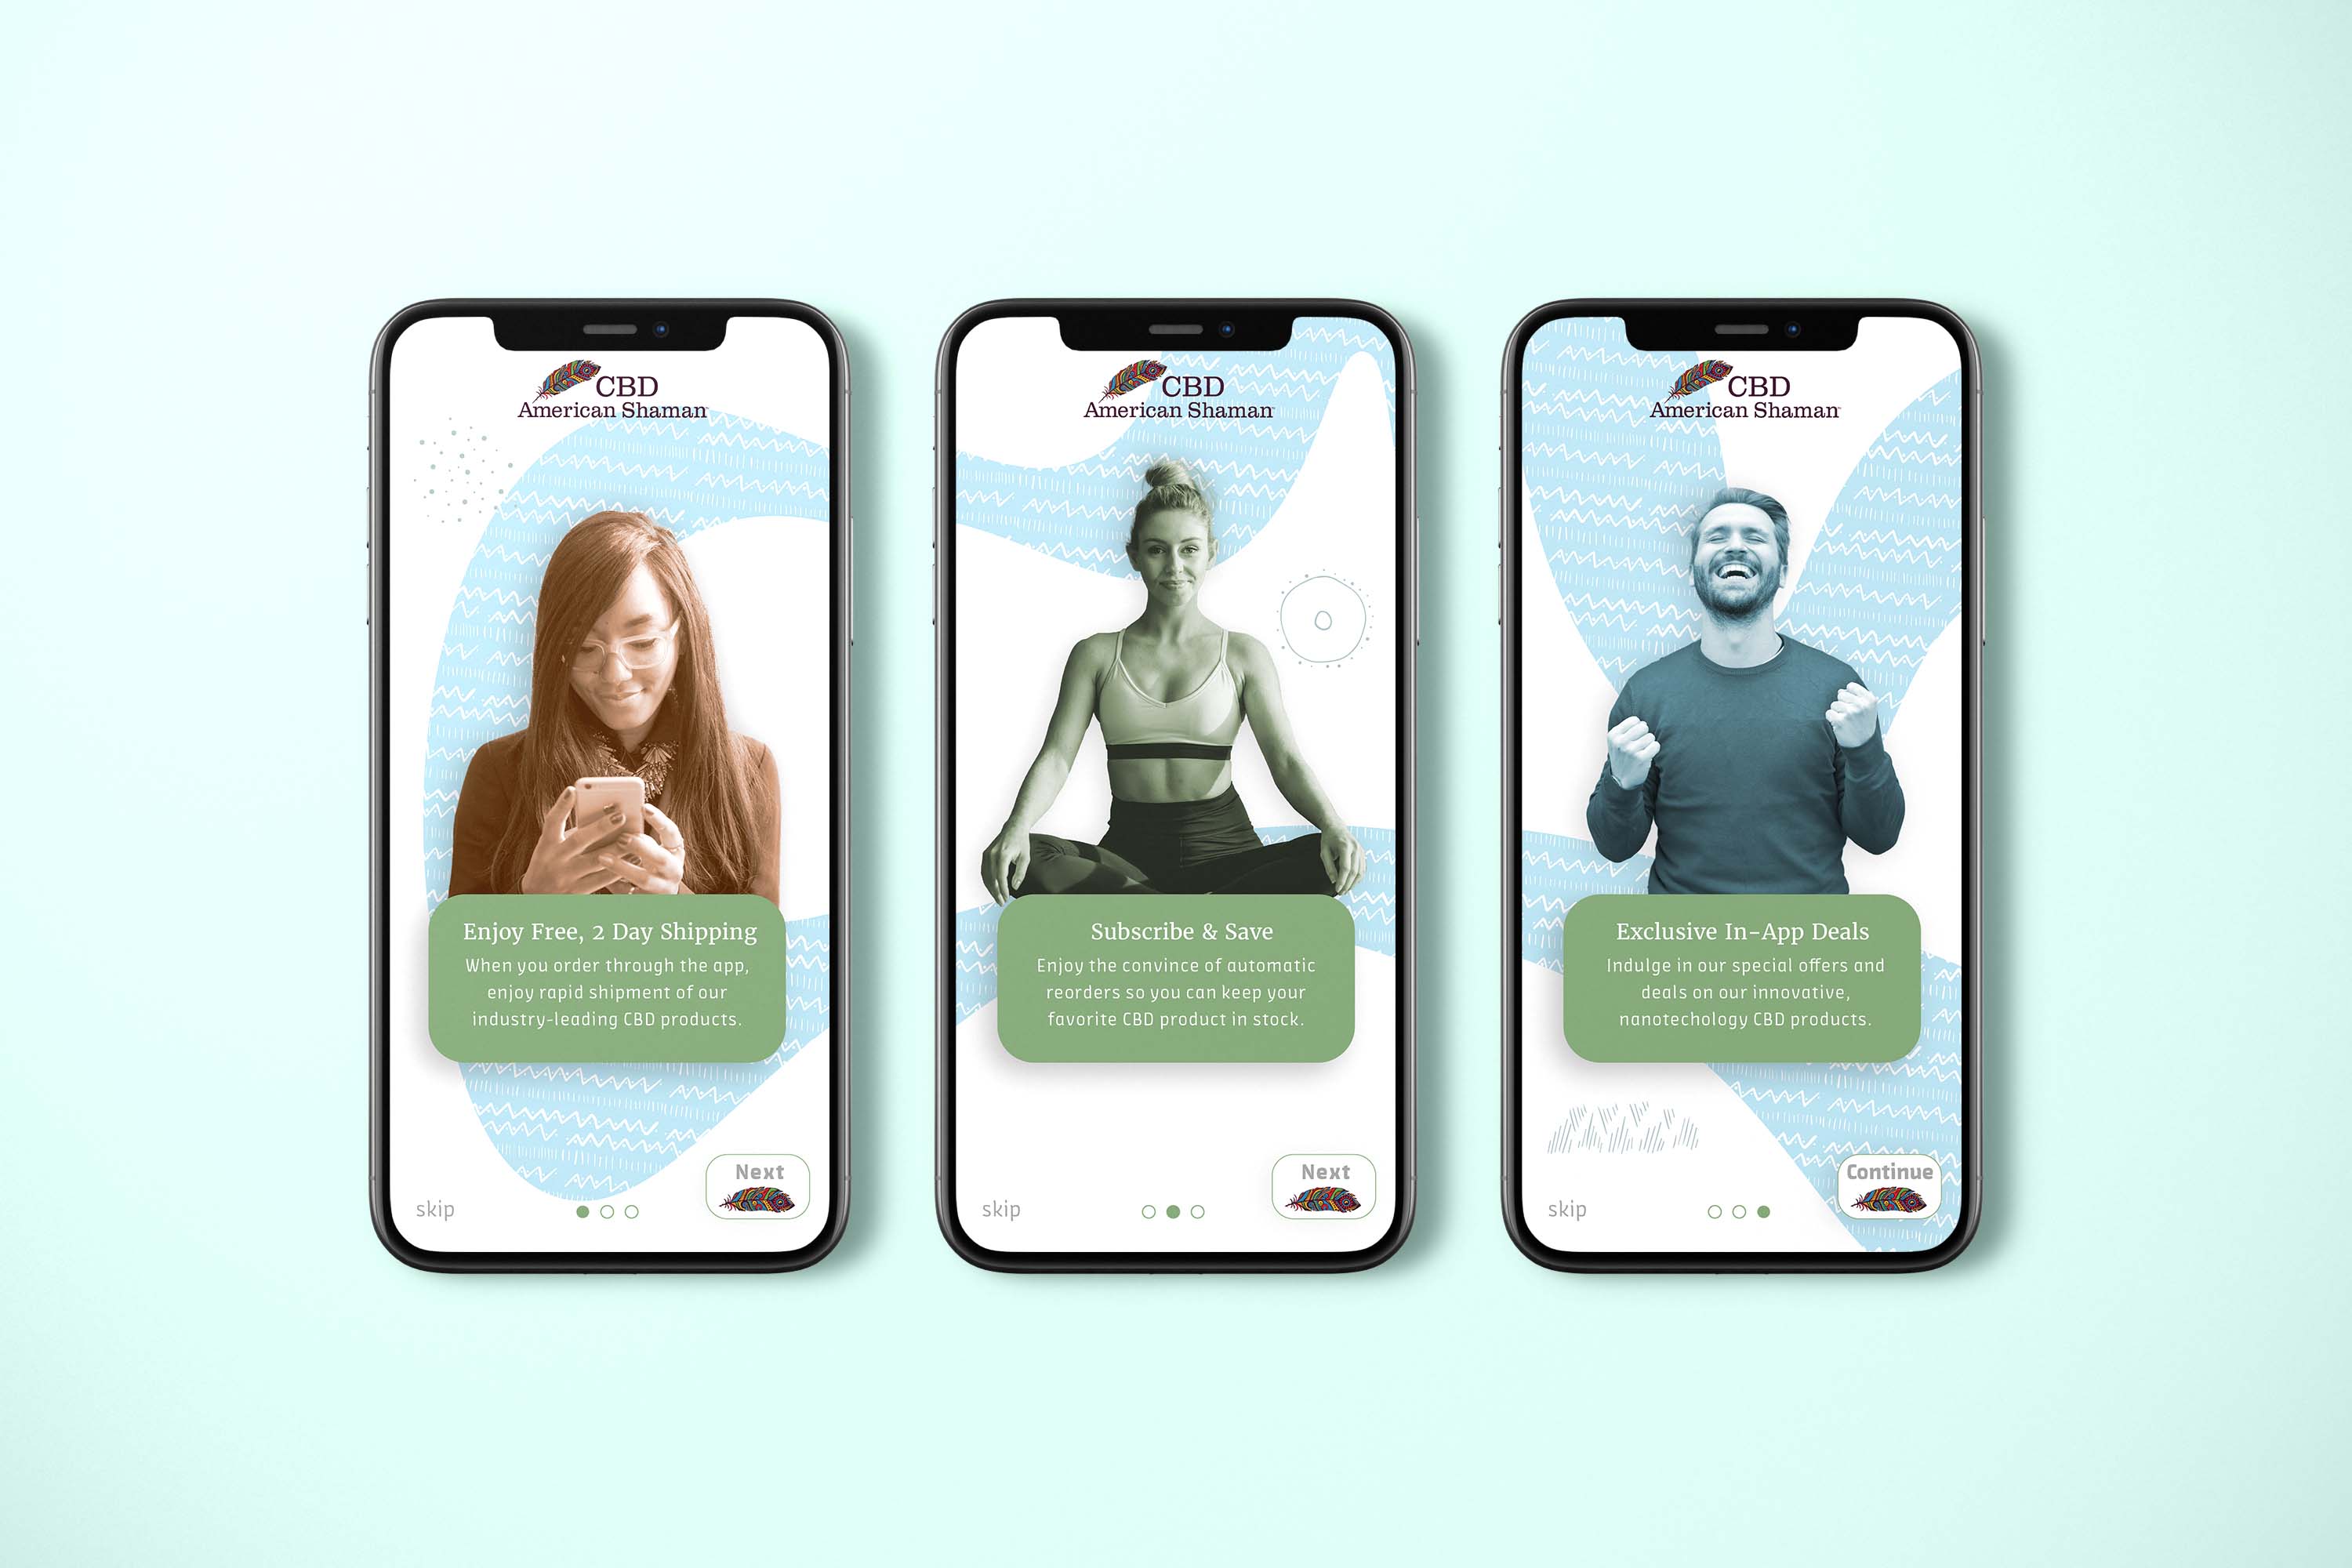 CBD
American Shaman
Enjoy Free, 2 Day Shipping
When you order through the app,
enjoy rapid shipment of our
industry-leading CBD products.
Next
skip
CBD
American Shaman
Subscribe & Save
Enjoy the convince of automatic
reorders so you can keep your
favorite CBD product in stock.
Next
skip
CBD
American Shaman
Exclusive In-App Deals
Indulge in our special offers and
deals on our innovative,
nanotechology CBD products.
Continue
skip